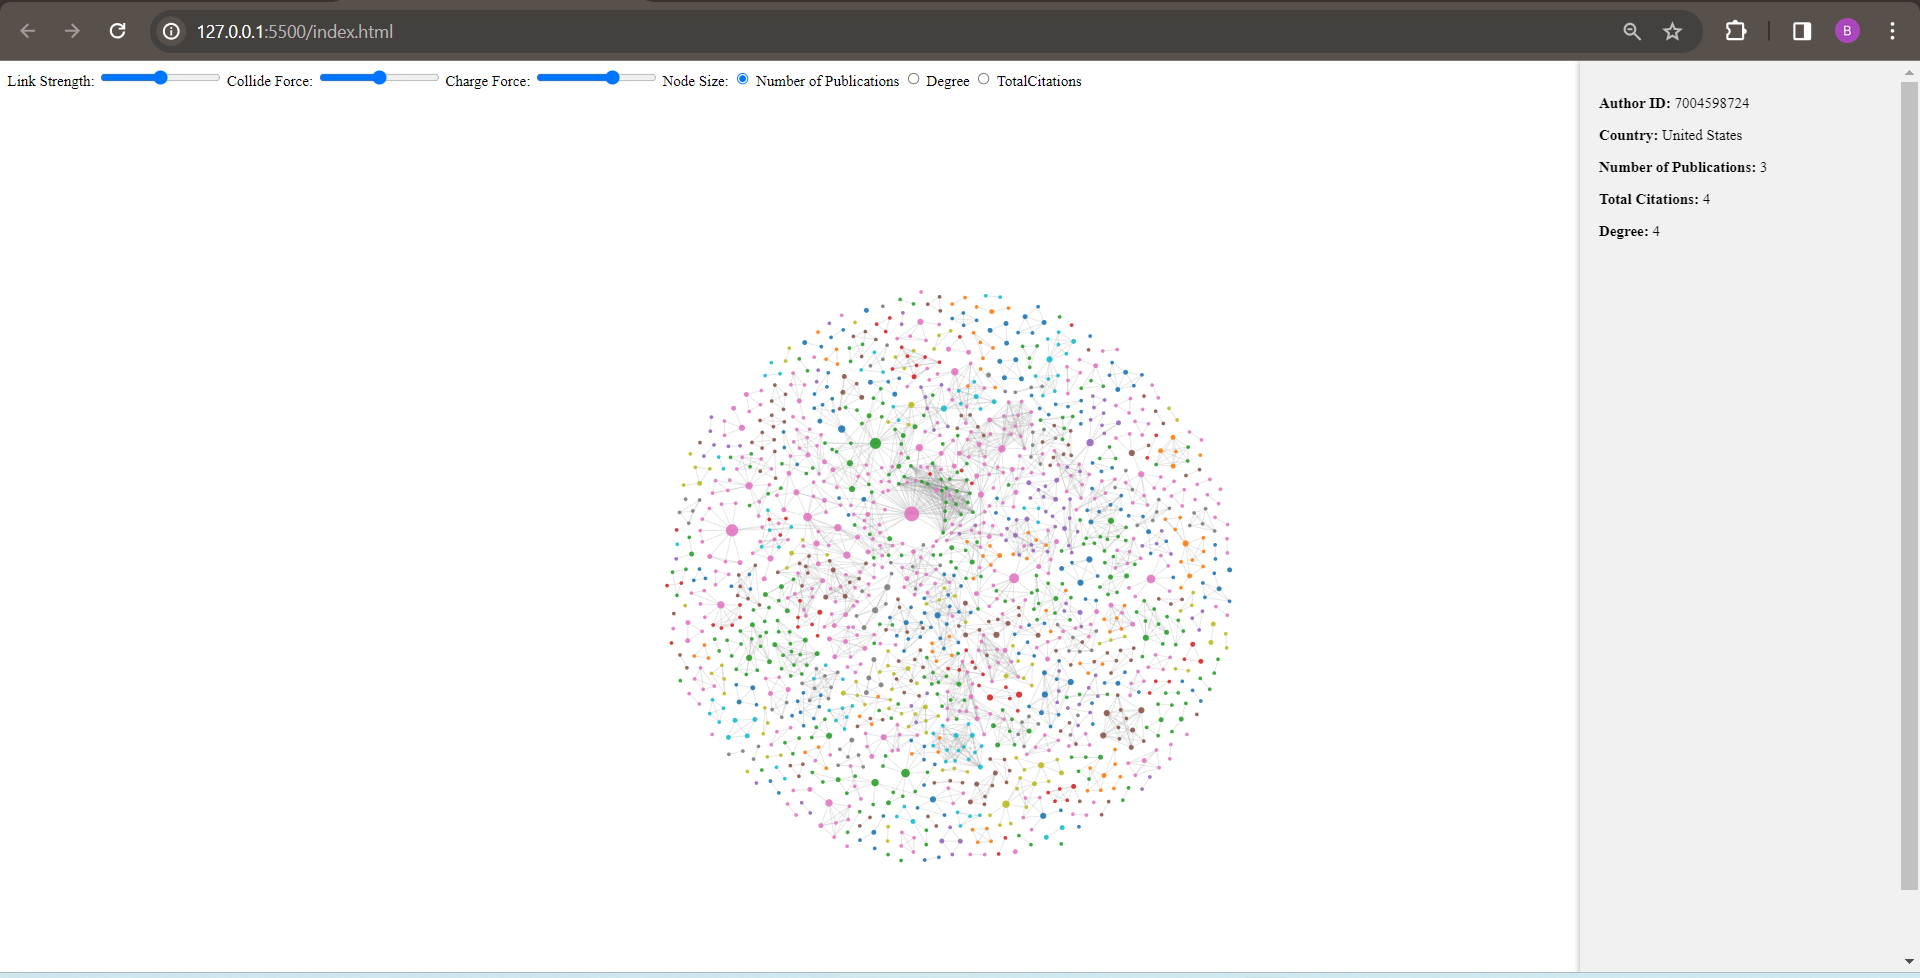 127.0.0.1:5500/index.html
B
Link Strength: Collide Force: Charge Force: Node Size: Number of Publications Degree TotalCitations
Author ID: 7004598724
Country: United States
Number of Publications: 3
Total Citations: 4
Degree: 4